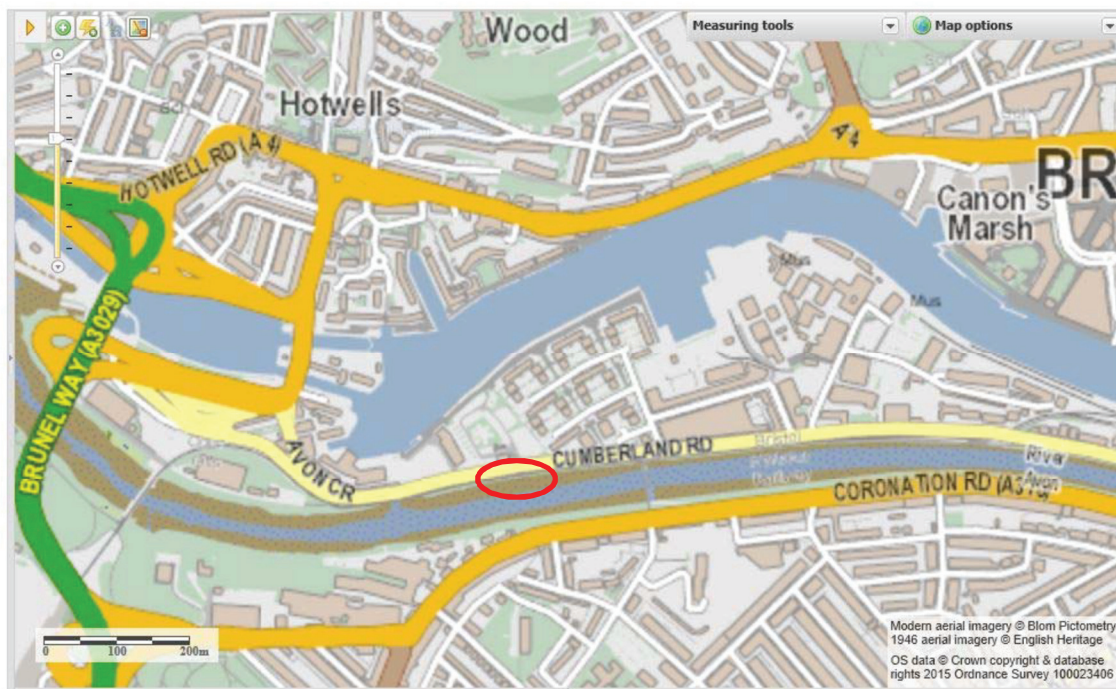 Wood
Measuring tools
Map options
Hotwells
A 4
HOTWELL RD (A 4)
BR
Canon's
Marsh
Mus
Mus
BRUNEL WAY (A3029)
AVON CR
CUMBERLAND RD
Bristol
River
Avon
CORONATION RD (A3
0 100 200m
Modern aerial imagery © Blom Pictometry
1946 aerial imagery © English Heritage
OS data © Crown copyright & database
rights 2015 Ordnance Survey 100023406